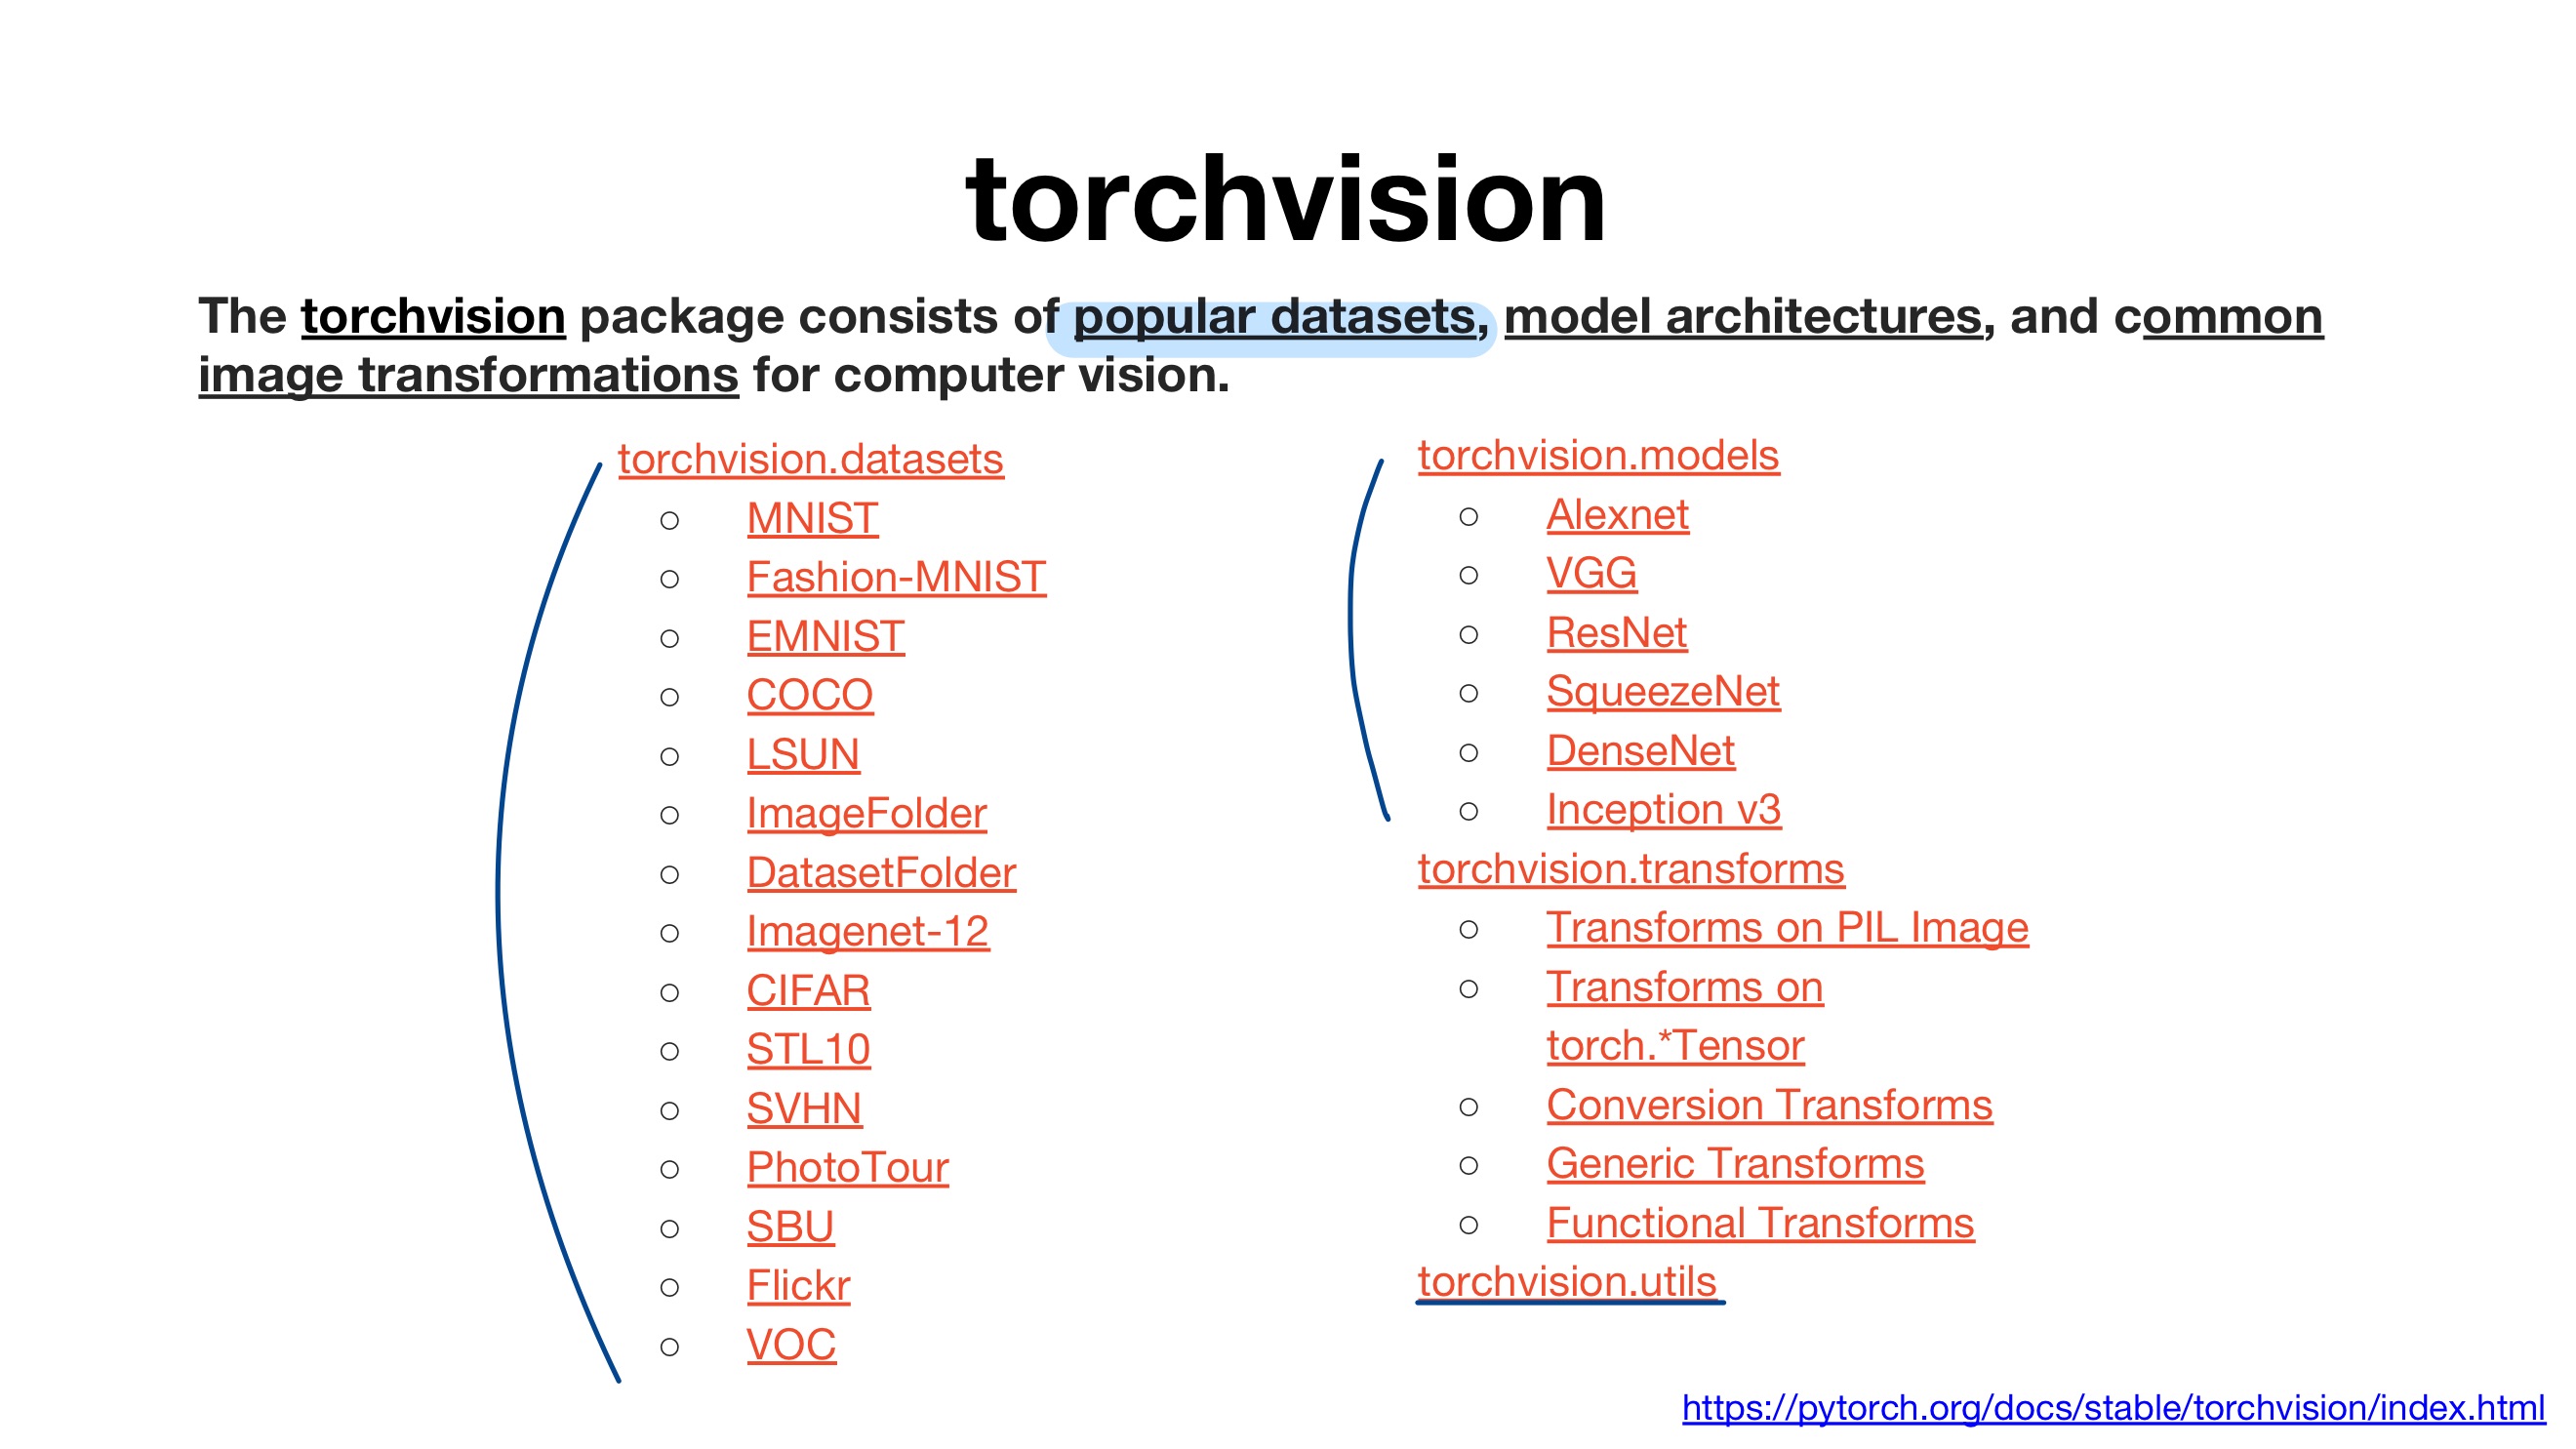 torchvision
The torchvision package consists of popular datasets, model architectures, and common
image transformations for computer vision.
torchvision.datasets
MNIST
Fashion-MNIST
EMNIST
COCO
LSUN
ImageFolder
DatasetFolder
Imagenet-12
CIFAR
STL10
SVHN
PhotoTour
SBU
Flickr
VOC
torchvision.models
Alexnet
VGG
ResNet
SqueezeNet
DenseNet
Inception v3
torchvision.transforms
Transforms on PIL Image
Transforms on
torch.*Tensor
Conversion Transforms
Generic Transforms
Functional Transforms
torchvision.utils
https://pytorch.org/docs/stable/torchvision/index.html